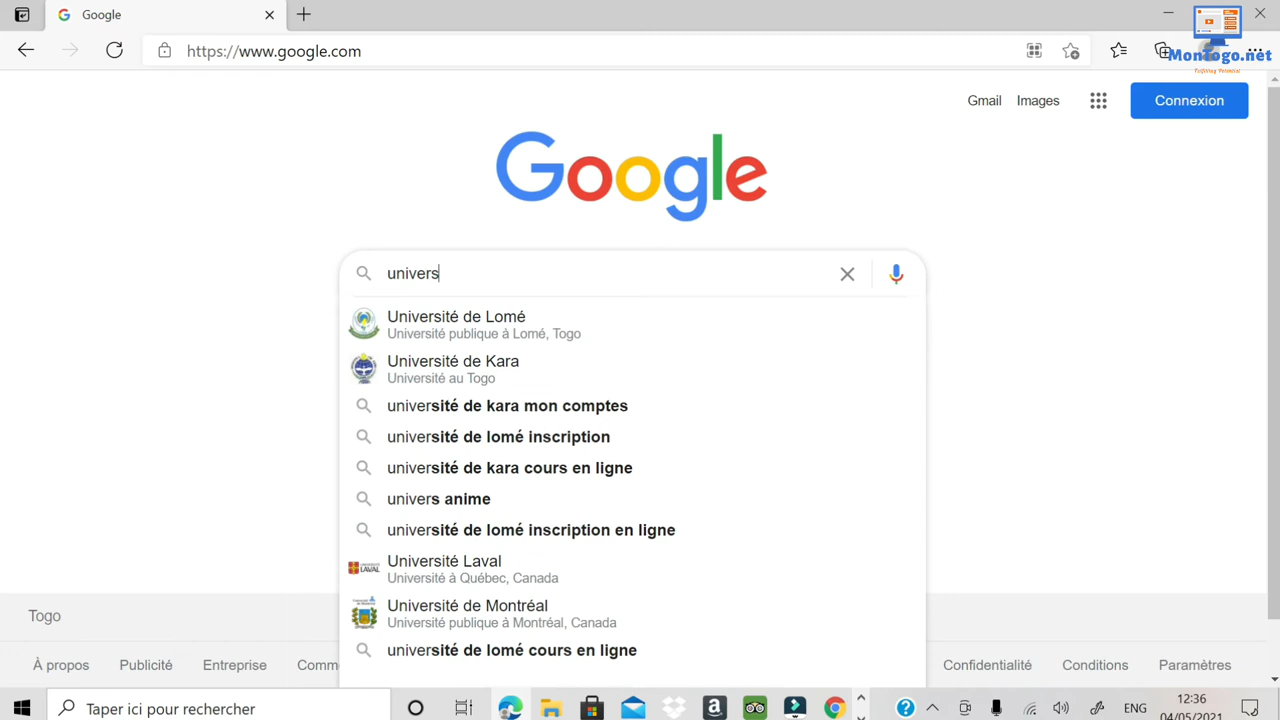 Google
https://www.google.com
MonTogo.net
Gmail
Images
Connexion
Google
univers
Université de Lomé
Université publique à Lomé, Togo
Université de Kara
Université au Togo
université de kara mon comptes
université de lomé inscription
université de kara cours en ligne
univers anime
université de lomé inscription en ligne
Université Laval
Université à Québec, Canada
Université de Montréal
Université publique à Montréal, Canada
université de lomé cours en ligne
Togo
À propos
Publicité
Entreprise
Comm
Confidentialité
Conditions
Paramètres
Taper ici pour rechercher
ENG
12:36
04/05/2021